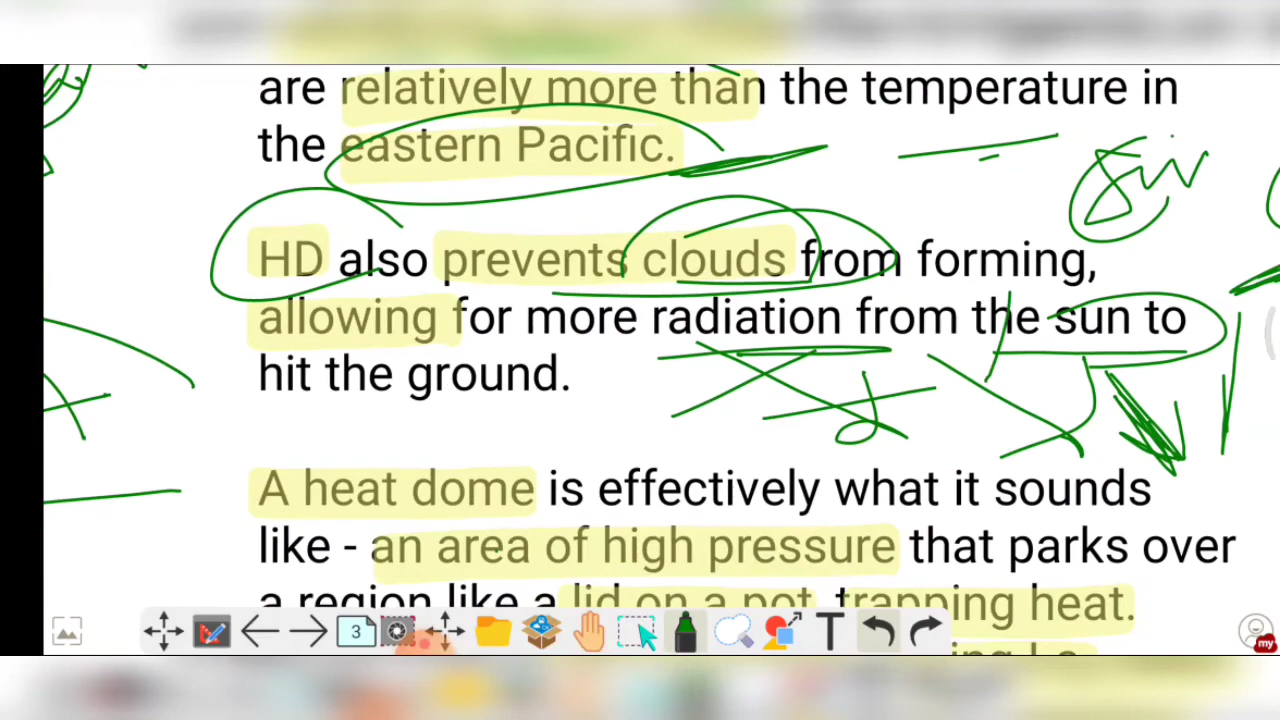 are relatively more than the temperature in
the eastern Pacific.
HD also prevents clouds from forming,
allowing for more radiation from the sun to
hit the ground.
A heat dome is effectively what it sounds
like - an area of high pressure that parks over
a region like a lid on a pot, trapping heat.
3
T
my